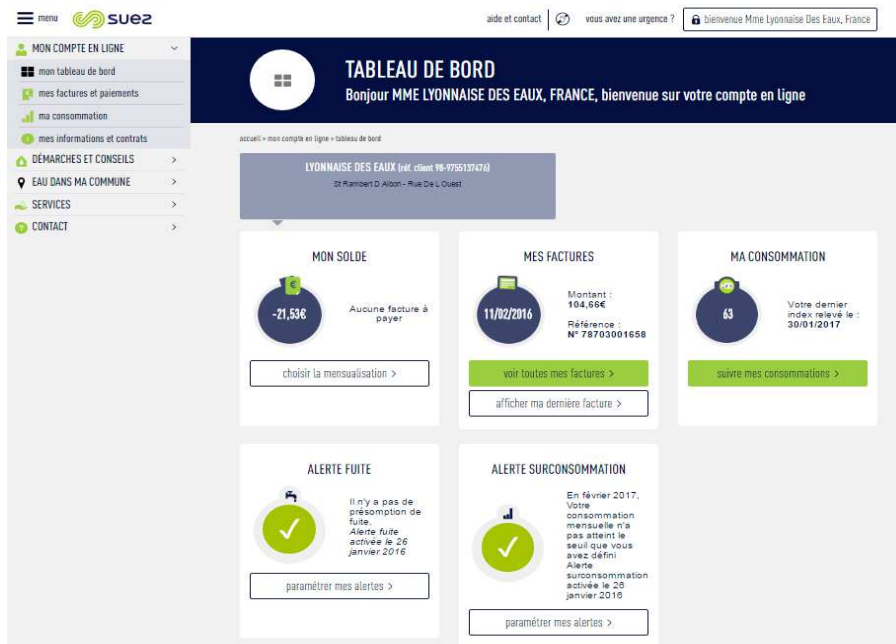 menu suez
aide et contact
vous avez une urgence ?
bienvenue Mme Lyonnaise Des Eaux, France
MON COMPTE EN LIGNE
mon tableau de bord
mes factures et paiements
ma consommation
mes informations et contrats
DÉMARCHES ET CONSEILS
EAU DANS MA COMMUNE
SERVICES
CONTACT
TABLEAU DE BORD
Bonjour MME LYONNAISE DES EAUX, FRANCE, bienvenue sur votre compte en ligne
accueil > mon compte en ligne > tableau de bord
LYONNAISE DES EAUX (réf. client 98-9755137476)
St Rambert D Albon - Rue De L Ouest
MON SOLDE
-21,53€
Aucune facture à
payer
choisir la mensualisation >
MES FACTURES
11/02/2016
Montant :
104,66€
Référence :
N° 78703001658
voir toutes mes factures >
afficher ma dernière facture >
MA CONSOMMATION
63
Votre dernier
index relevé le :
30/01/2017
suivre mes consommations >
ALERTE FUITE
Il n'y a pas de
présomption de
fuite.
Alerte fuite
activée le 26
janvier 2016
paramétrer mes alertes >
ALERTE SURCONSOMMATION
En février 2017,
Votre
consommation
mensuelle n'a
pas atteint le
seuil que vous
avez défini
Alerte
surconsommation
activée le 26
janvier 2016
paramétrer mes alertes >